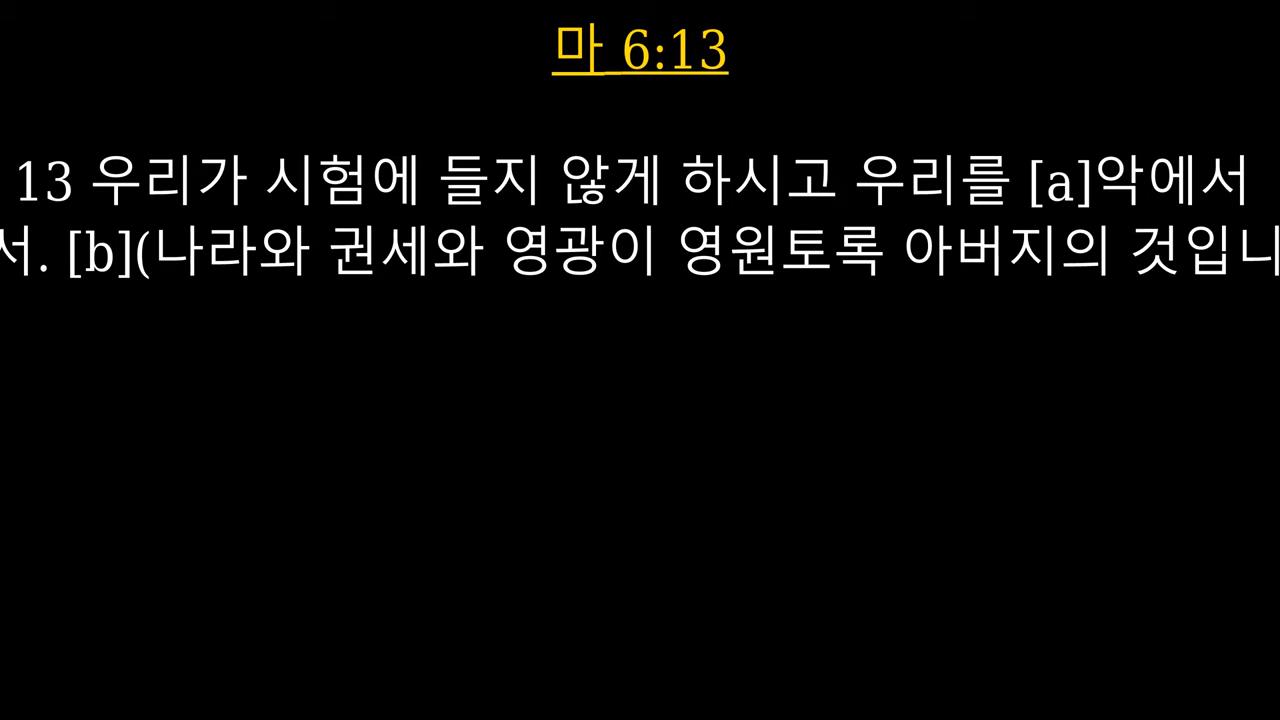 마 6:13
13 우리가 시험에 들지 않게 하시고 우리를 [a]악에서
서. [b](나라와 권세와 영광이 영원토록 아버지의 것입니